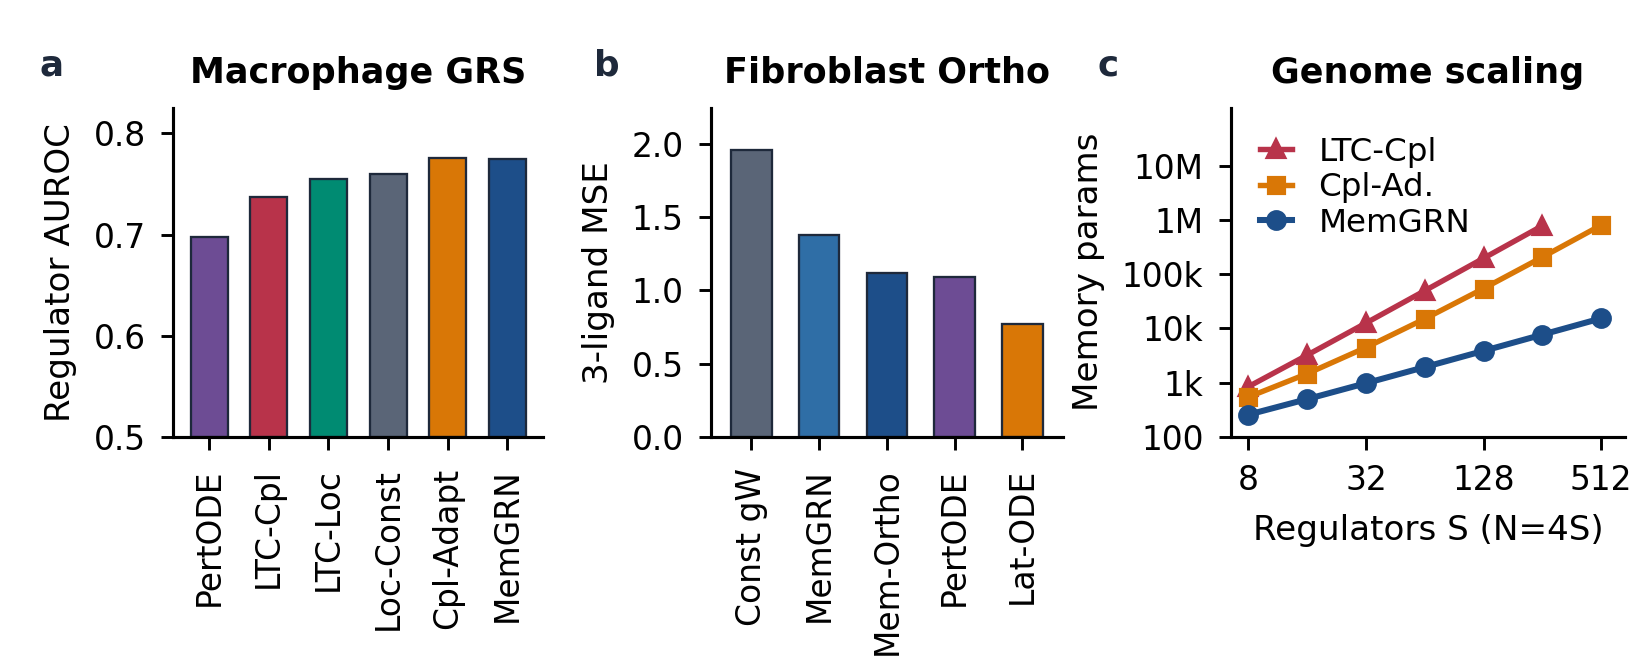 a
Macrophage GRS
Regulator AUROC
0.8
0.7
0.6
0.5
PertODE
LTC-Cpl
LTC-Loc
Loc-Const
Cpl-Adapt
MemGRN
b
Fibroblast Ortho
3-ligand MSE
2.0
1.5
1.0
0.5
0.0
Const gW
MemGRN
Mem-Ortho
PertODE
Lat-ODE
c
Genome scaling
Memory params
10M
1M
100k
10k
1k
100
LTC-Cpl
Cpl-Ad.
MemGRN
8
32
128
512
Regulators S (N=4S)